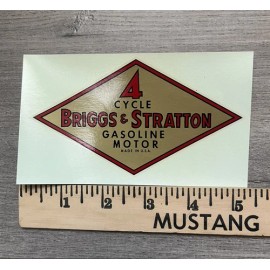 4
CYCLE
BRIGGS & STRATTON
GASOLINE
MOTOR
MADE IN U.S.A.
1 2 3 4 5
MUSTANG